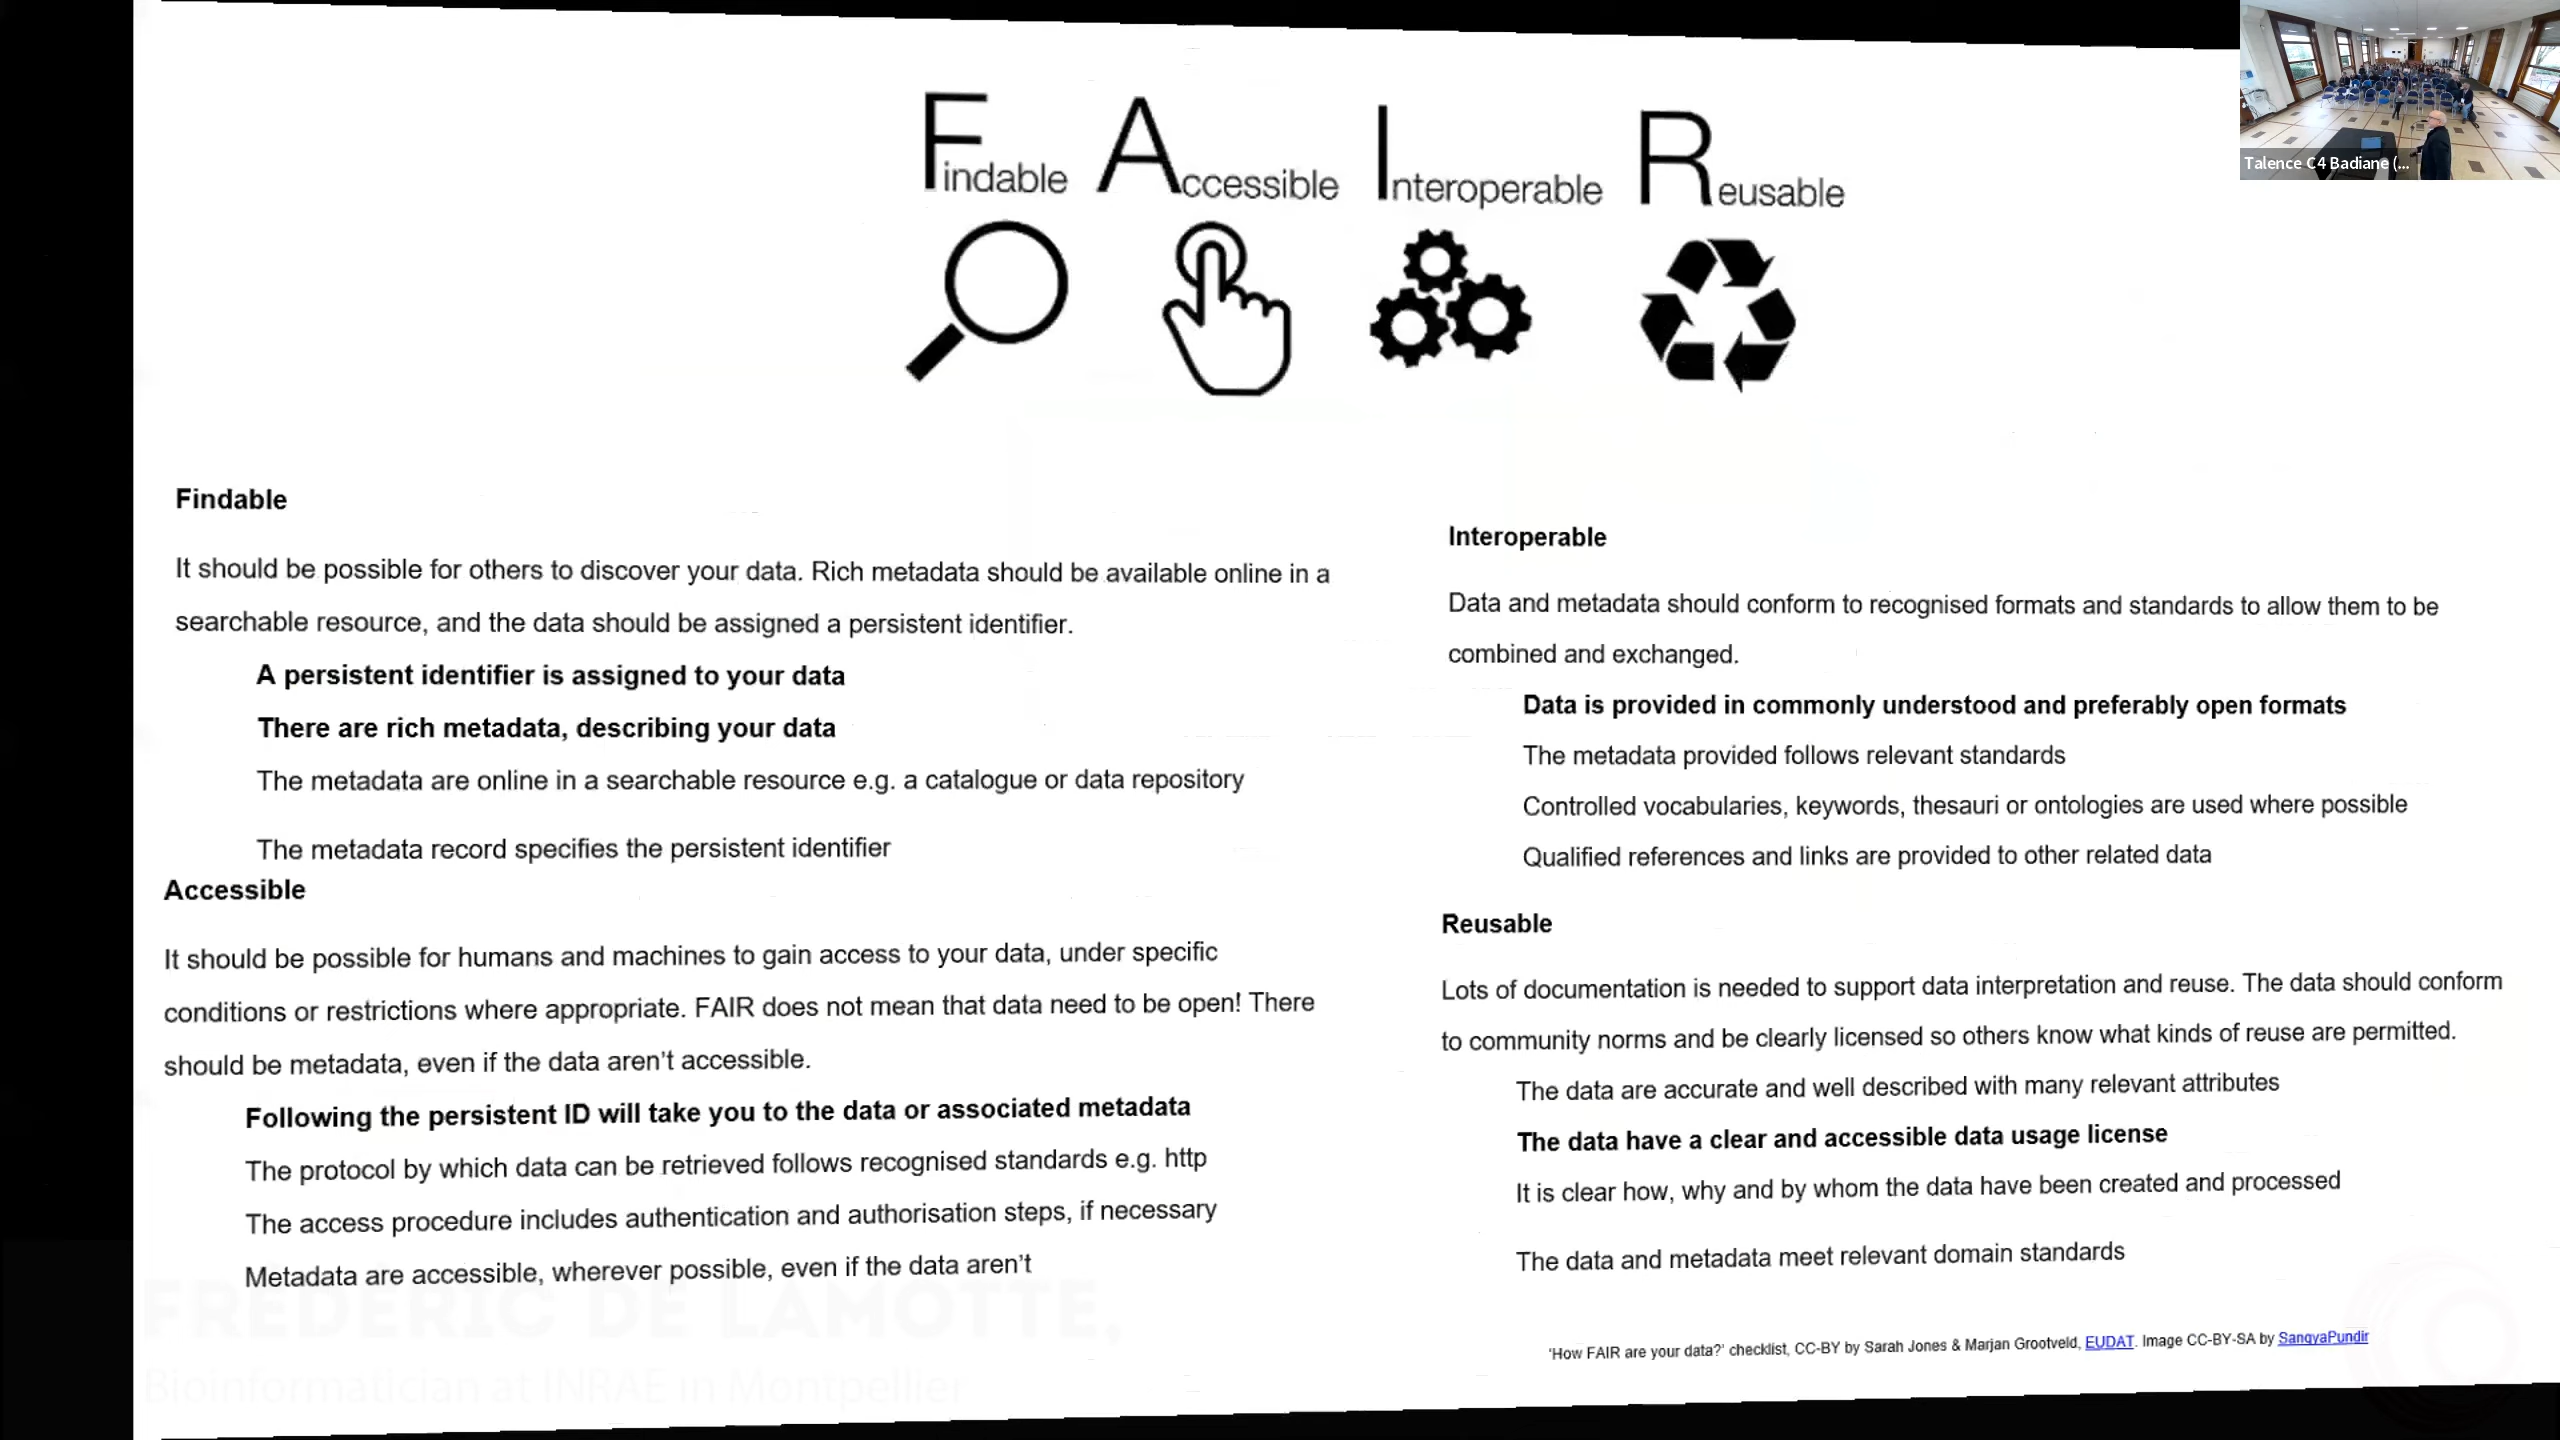 Findable Accessible Interoperable Reusable
Findable
It should be possible for others to discover your data. Rich metadata should be available online in a
searchable resource, and the data should be assigned a persistent identifier.
A persistent identifier is assigned to your data
There are rich metadata, describing your data
The metadata are online in a searchable resource e.g. a catalogue or data repository
The metadata record specifies the persistent identifier
Accessible
It should be possible for humans and machines to gain access to your data, under specific
conditions or restrictions where appropriate. FAIR does not mean that data need to be open! There
should be metadata, even if the data aren't accessible.
Following the persistent ID will take you to the data or associated metadata
The protocol by which data can be retrieved follows recognised standards e.g. http
The access procedure includes authentication and authorisation steps, if necessary
Metadata are accessible, wherever possible, even if the data aren't
FRÉDERIC DE LAMOTTE,
Bioinformatician at INRAE in Montpellier
Interoperable
Data and metadata should conform to recognised formats and standards to allow them to be
combined and exchanged.
Data is provided in commonly understood and preferably open formats
The metadata provided follows relevant standards
Controlled vocabularies, keywords, thesauri or ontologies are used where possible
Qualified references and links are provided to other related data
Reusable
Lots of documentation is needed to support data interpretation and reuse. The data should conform
to community norms and be clearly licensed so others know what kinds of reuse are permitted.
The data are accurate and well described with many relevant attributes
The data have a clear and accessible data usage license
It is clear how, why and by whom the data have been created and processed
The data and metadata meet relevant domain standards
'How FAIR are your data?' checklist, CC-BY by Sarah Jones & Marjan Grootveld, EUDAT. Image CC-BY-SA by SangyaPundir
Talence C4 Badiane (...